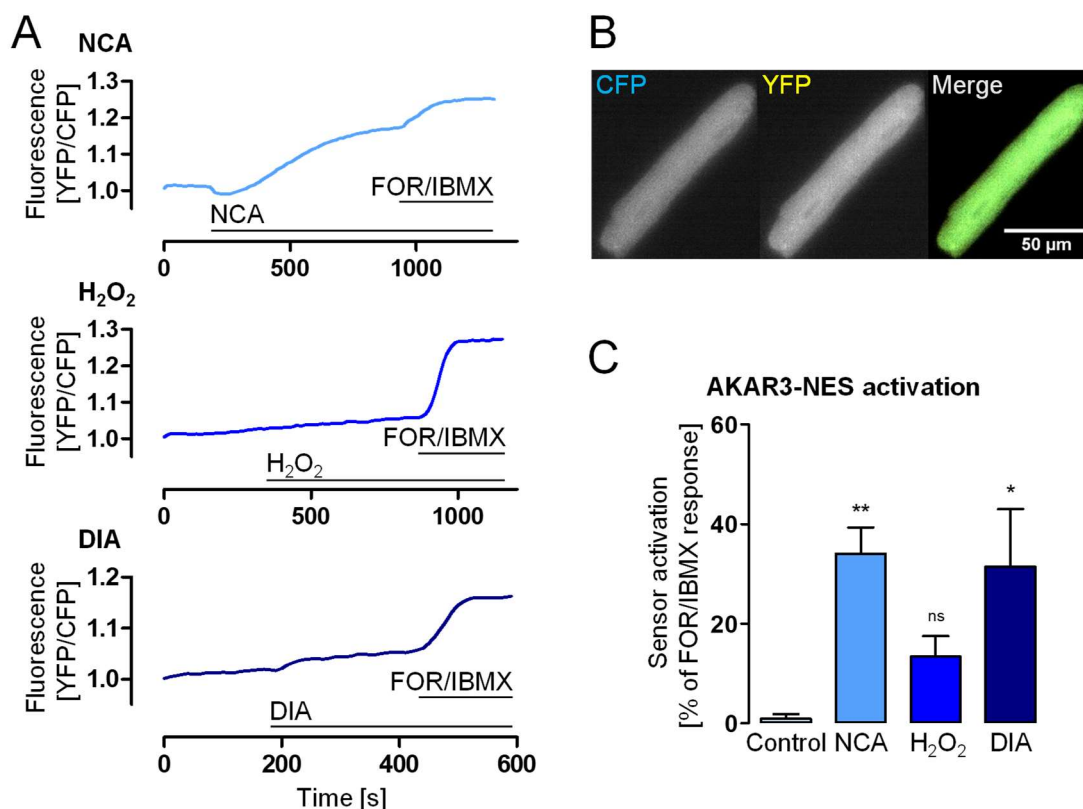 A
NCA
Fluorescence
[YFP/CFP]
1.3
1.2
1.1
1.0
FOR/IBMX
NCA
0
500
1000
H₂O₂
Fluorescence
[YFP/CFP]
1.3
1.2
1.1
1.0
FOR/IBMX
H₂O₂
0
500
1000
DIA
Fluorescence
[YFP/CFP]
1.2
1.1
1.0
FOR/IBMX
DIA
0
200
400
600
Time [s]
B
CFP
YFP
Merge
50 µm
C
AKAR3-NES activation
Sensor activation
[% of FOR/IBMX response]
60
40
20
0
**
ns
*
Control
NCA
H₂O₂
DIA